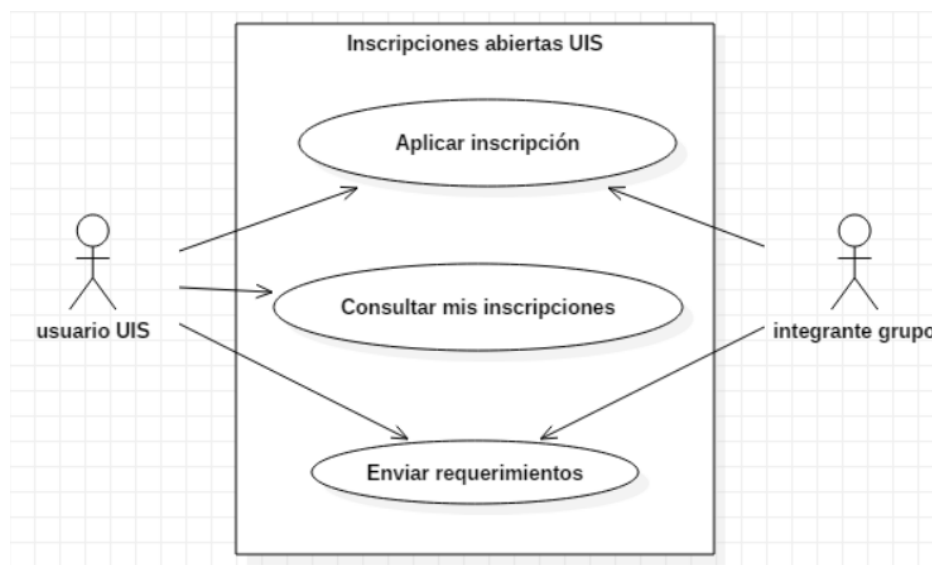 Inscripciones abiertas UIS
Aplicar inscripción
Consultar mis inscripciones
usuario UIS
integrante grupo
Enviar requerimientos